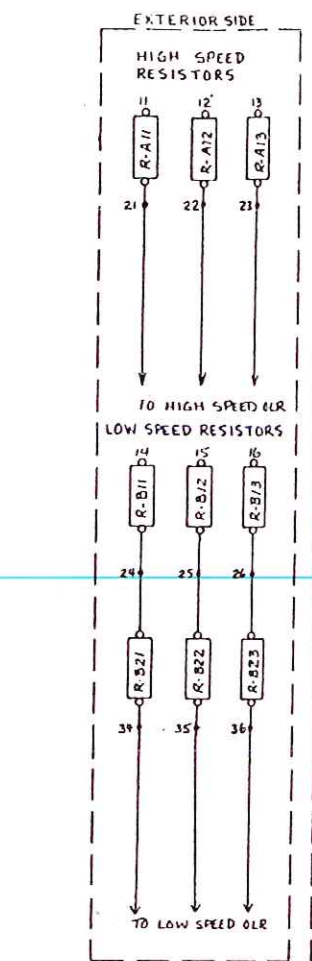 EXTERIOR SIDE
HIGH SPEED
RESISTORS
11 12 13
R-A11 R-A12 R-A13
21 22 23
TO HIGH SPEED OLR
LOW SPEED RESISTORS
14 15 16
R-B11 R-B12 R-B13
24 25 26
R-B21 R-B22 R-B23
34 35 36
TO LOW SPEED OLR